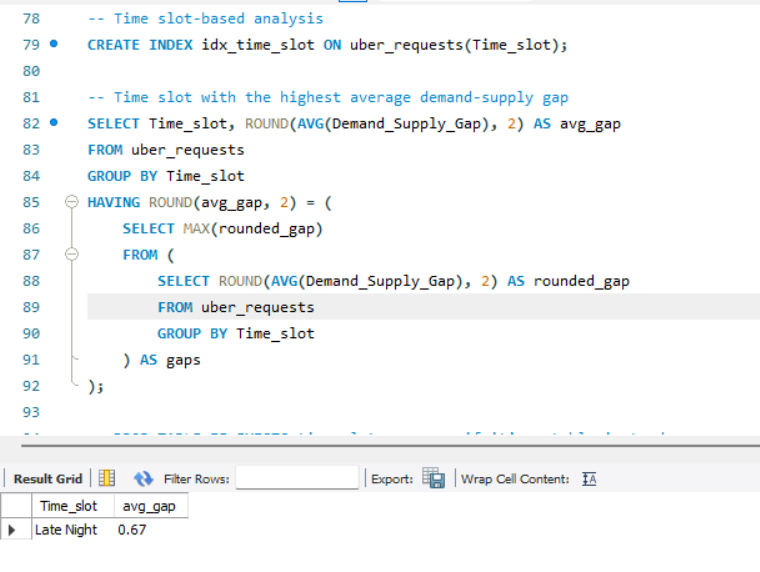 78 -- Time slot-based analysis
79 CREATE INDEX idx_time_slot ON uber_requests(Time_slot);
80
81 -- Time slot with the highest average demand-supply gap
82 SELECT Time_slot, ROUND(AVG(Demand_Supply_Gap), 2) AS avg_gap
83 FROM uber_requests
84 GROUP BY Time_slot
85 HAVING ROUND(avg_gap, 2) = (
86 SELECT MAX(rounded_gap)
87 FROM (
88 SELECT ROUND(AVG(Demand_Supply_Gap), 2) AS rounded_gap
89 FROM uber_requests
90 GROUP BY Time_slot
91 ) AS gaps
92 );
93
Result Grid Filter Rows: Export: Wrap Cell Content:
Time_slot avg_gap
Late Night 0.67